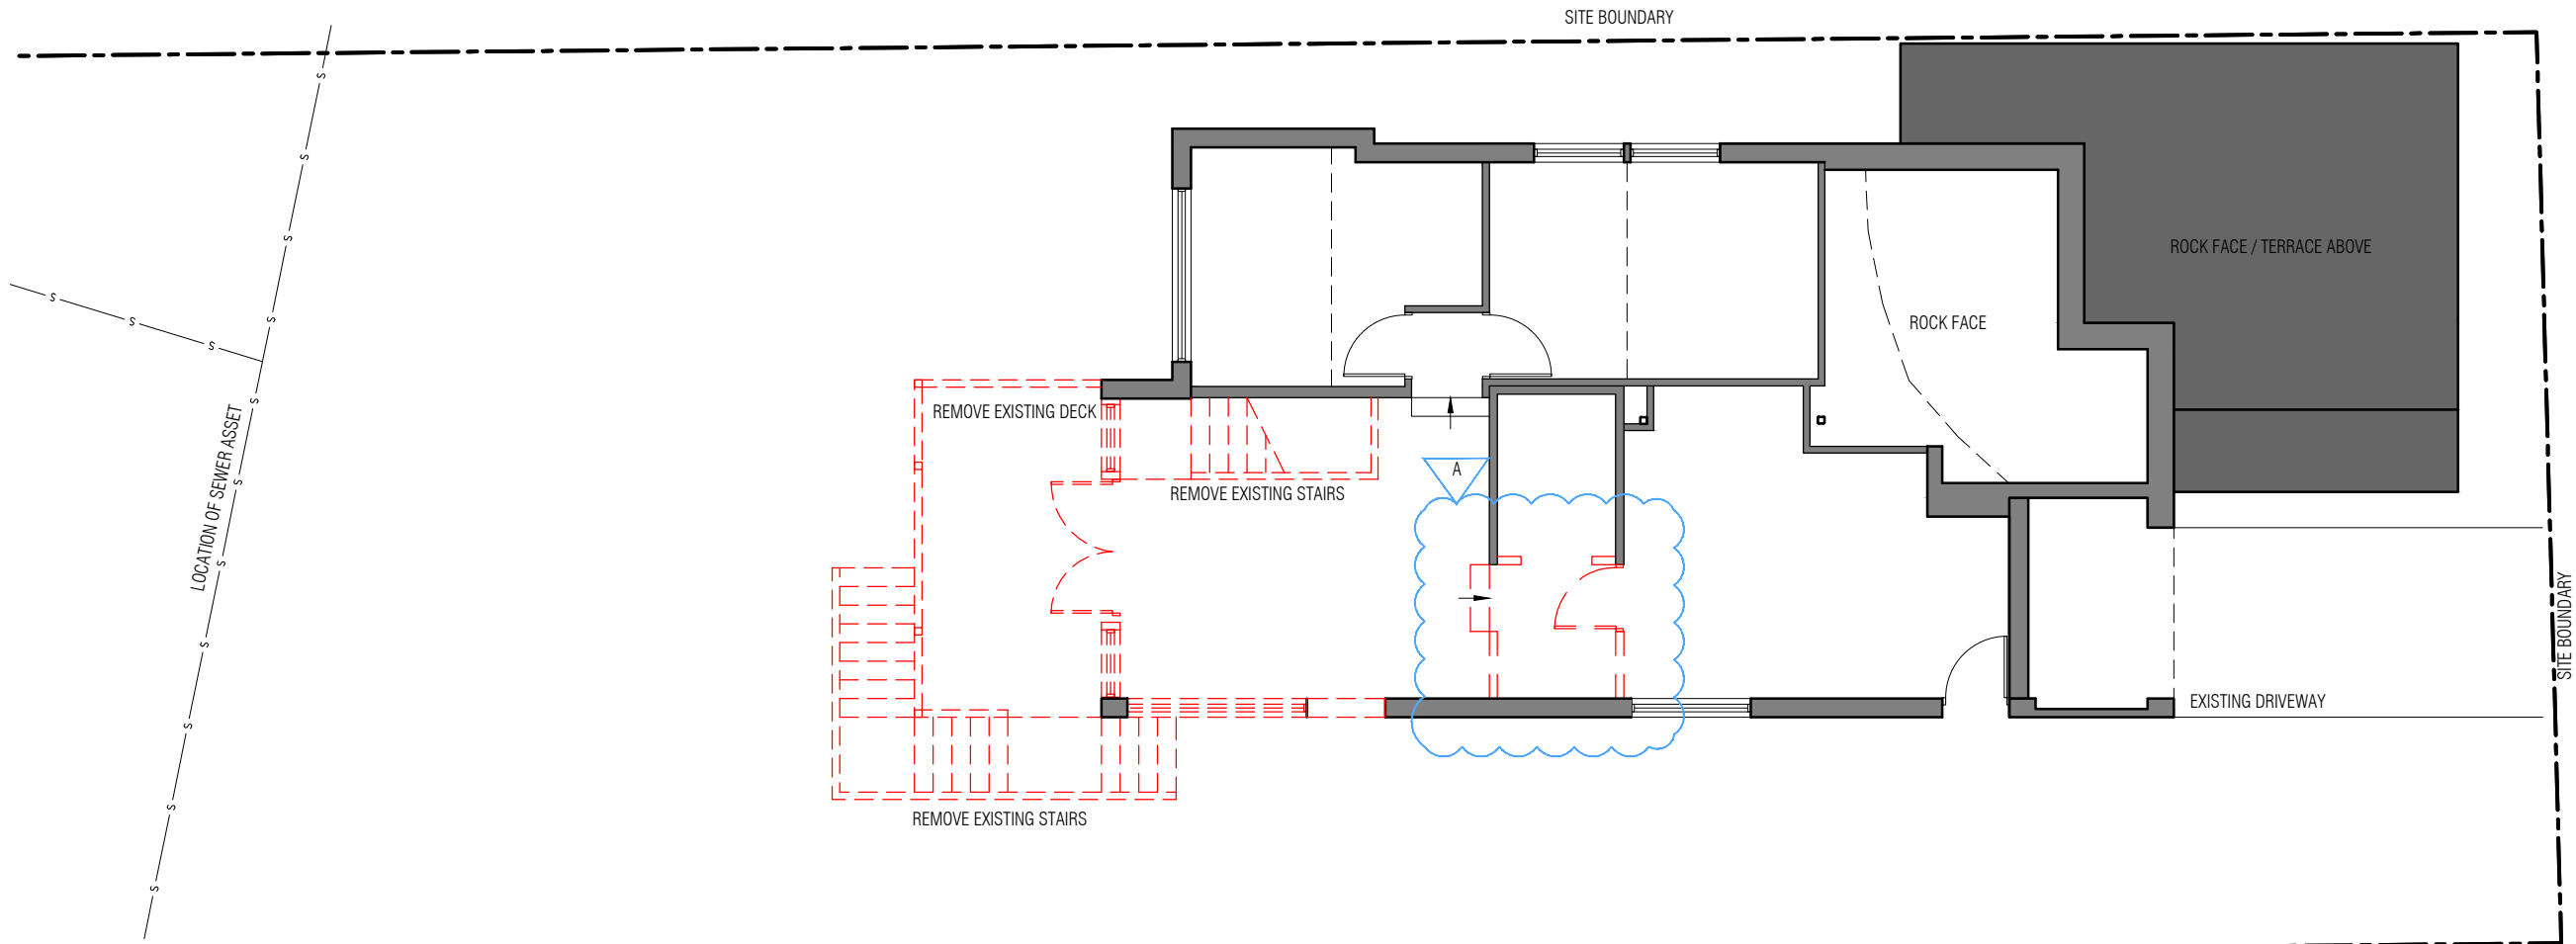 SITE BOUNDARY
ROCK FACE / TERRACE ABOVE
ROCK FACE
REMOVE EXISTING DECK
LOCATION OF SEWER ASSET
A
REMOVE EXISTING STAIRS
SITE BOUNDARY
EXISTING DRIVEWAY
REMOVE EXISTING STAIRS
S
S
S
S
S
S
S
S
S
S
S
S
S
S